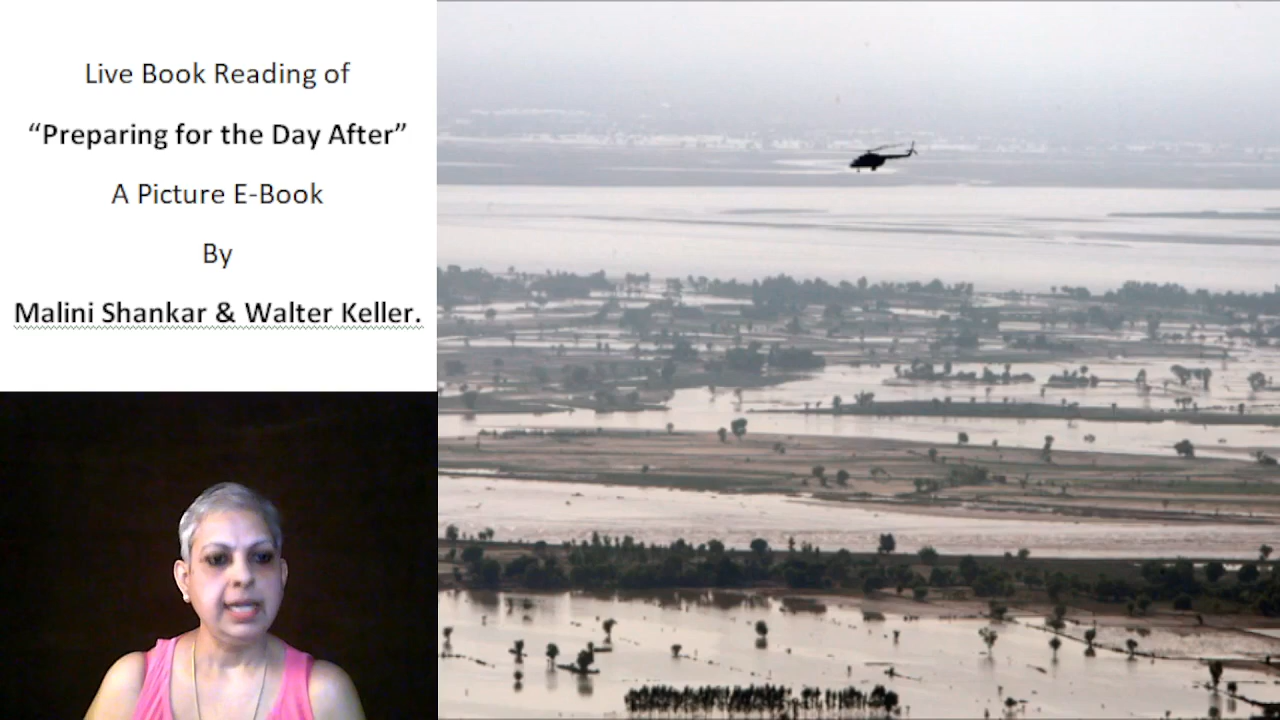 Live Book Reading of
“Preparing for the Day After”
A Picture E-Book
By
Malini Shankar & Walter Keller.